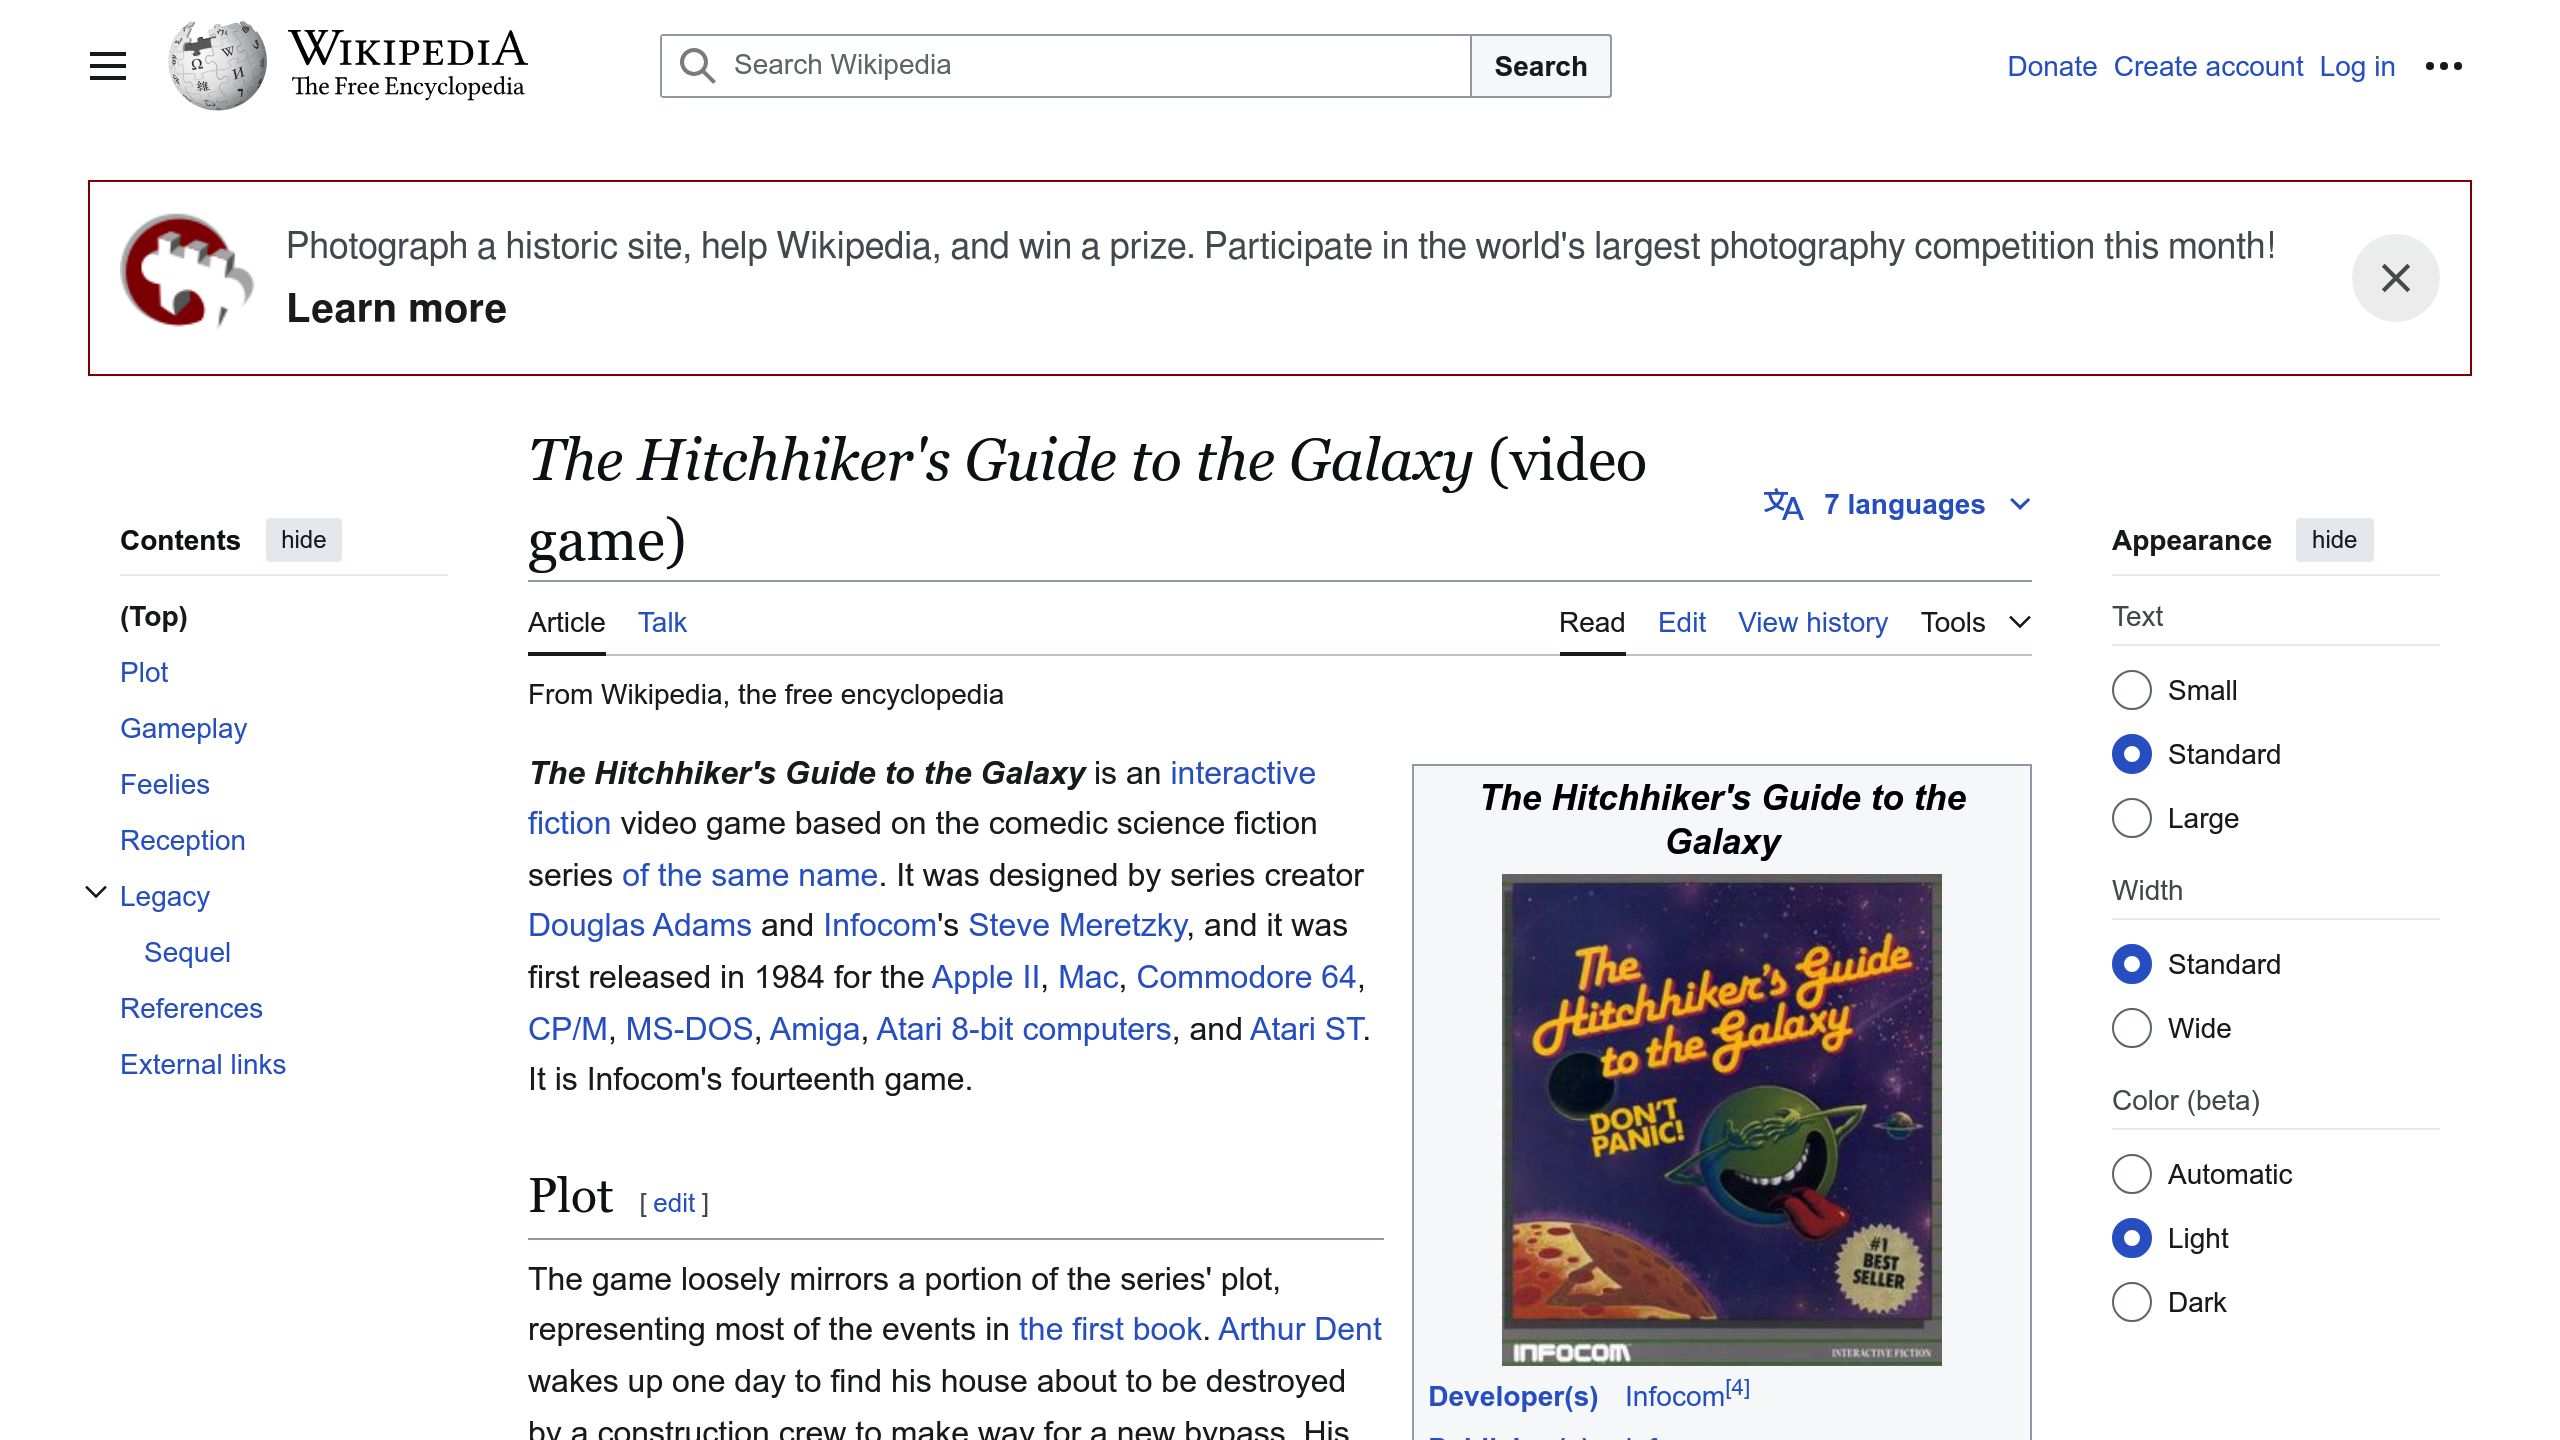 WIKIPEDIA
The Free Encyclopedia
Search Wikipedia
Search
Donate Create account Log in
Photograph a historic site, help Wikipedia, and win a prize. Participate in the world's largest photography competition this month!
Learn more
Contents hide
(Top)
Plot
Gameplay
Feelies
Reception
Legacy
Sequel
References
External links
The Hitchhiker's Guide to the Galaxy (video
game)
7 languages
Article Talk
Read Edit View history Tools
From Wikipedia, the free encyclopedia
The Hitchhiker's Guide to the Galaxy is an interactive
fiction video game based on the comedic science fiction
series of the same name. It was designed by series creator
Douglas Adams and Infocom's Steve Meretzky, and it was
first released in 1984 for the Apple II, Mac, Commodore 64,
CP/M, MS-DOS, Amiga, Atari 8-bit computers, and Atari ST.
It is Infocom's fourteenth game.
Plot [ edit ]
The game loosely mirrors a portion of the series' plot,
representing most of the events in the first book. Arthur Dent
wakes up one day to find his house about to be destroyed
by a construction crew to make way for a new bypass. His
The Hitchhiker's Guide to the
Galaxy
The
Hitchhiker's Guide
to the Galaxy
DON'T
PANIC!
#1
BEST
SELLER
INFOCOM
INTERACTIVE FICTION
Developer(s) Infocom[4]
Appearance hide
Text
Small
Standard
Large
Width
Standard
Wide
Color (beta)
Automatic
Light
Dark